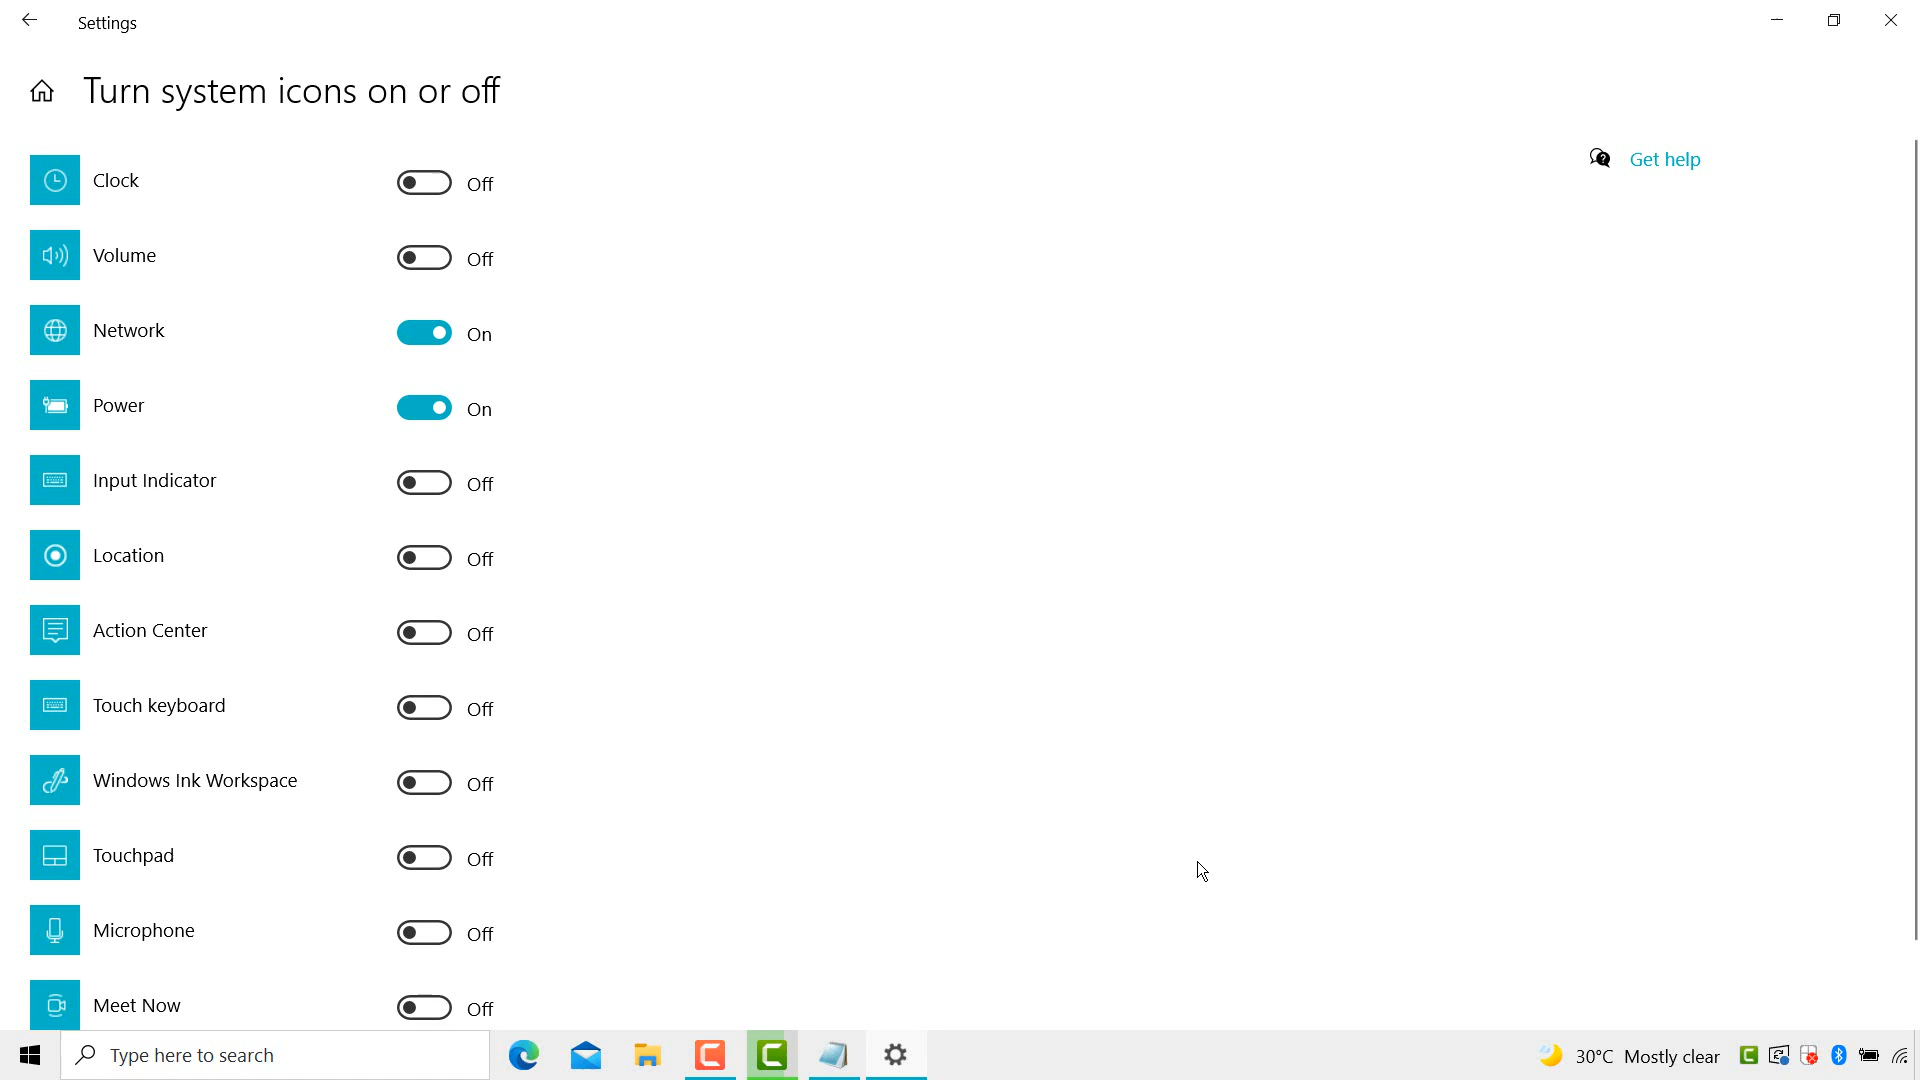 Settings
Turn system icons on or off
Get help
Clock Off
Volume Off
Network On
Power On
Input Indicator Off
Location Off
Action Center Off
Touch keyboard Off
Windows Ink Workspace Off
Touchpad Off
Microphone Off
Meet Now Off
Type here to search
30°C Mostly clear